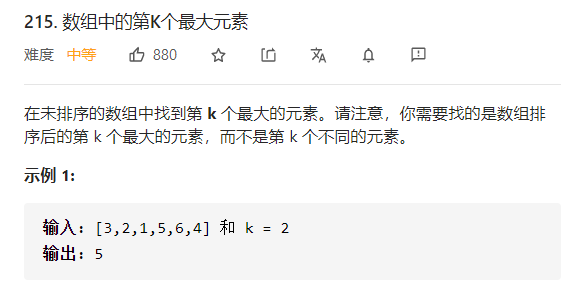 215. 数组中的第K个最大元素
难度 中等 880
在未排序的数组中找到第 k 个最大的元素。请注意，你需要找的是数组排
序后的第 k 个最大的元素，而不是第 k 个不同的元素。
示例 1:
输入: [3,2,1,5,6,4] 和 k = 2
输出: 5